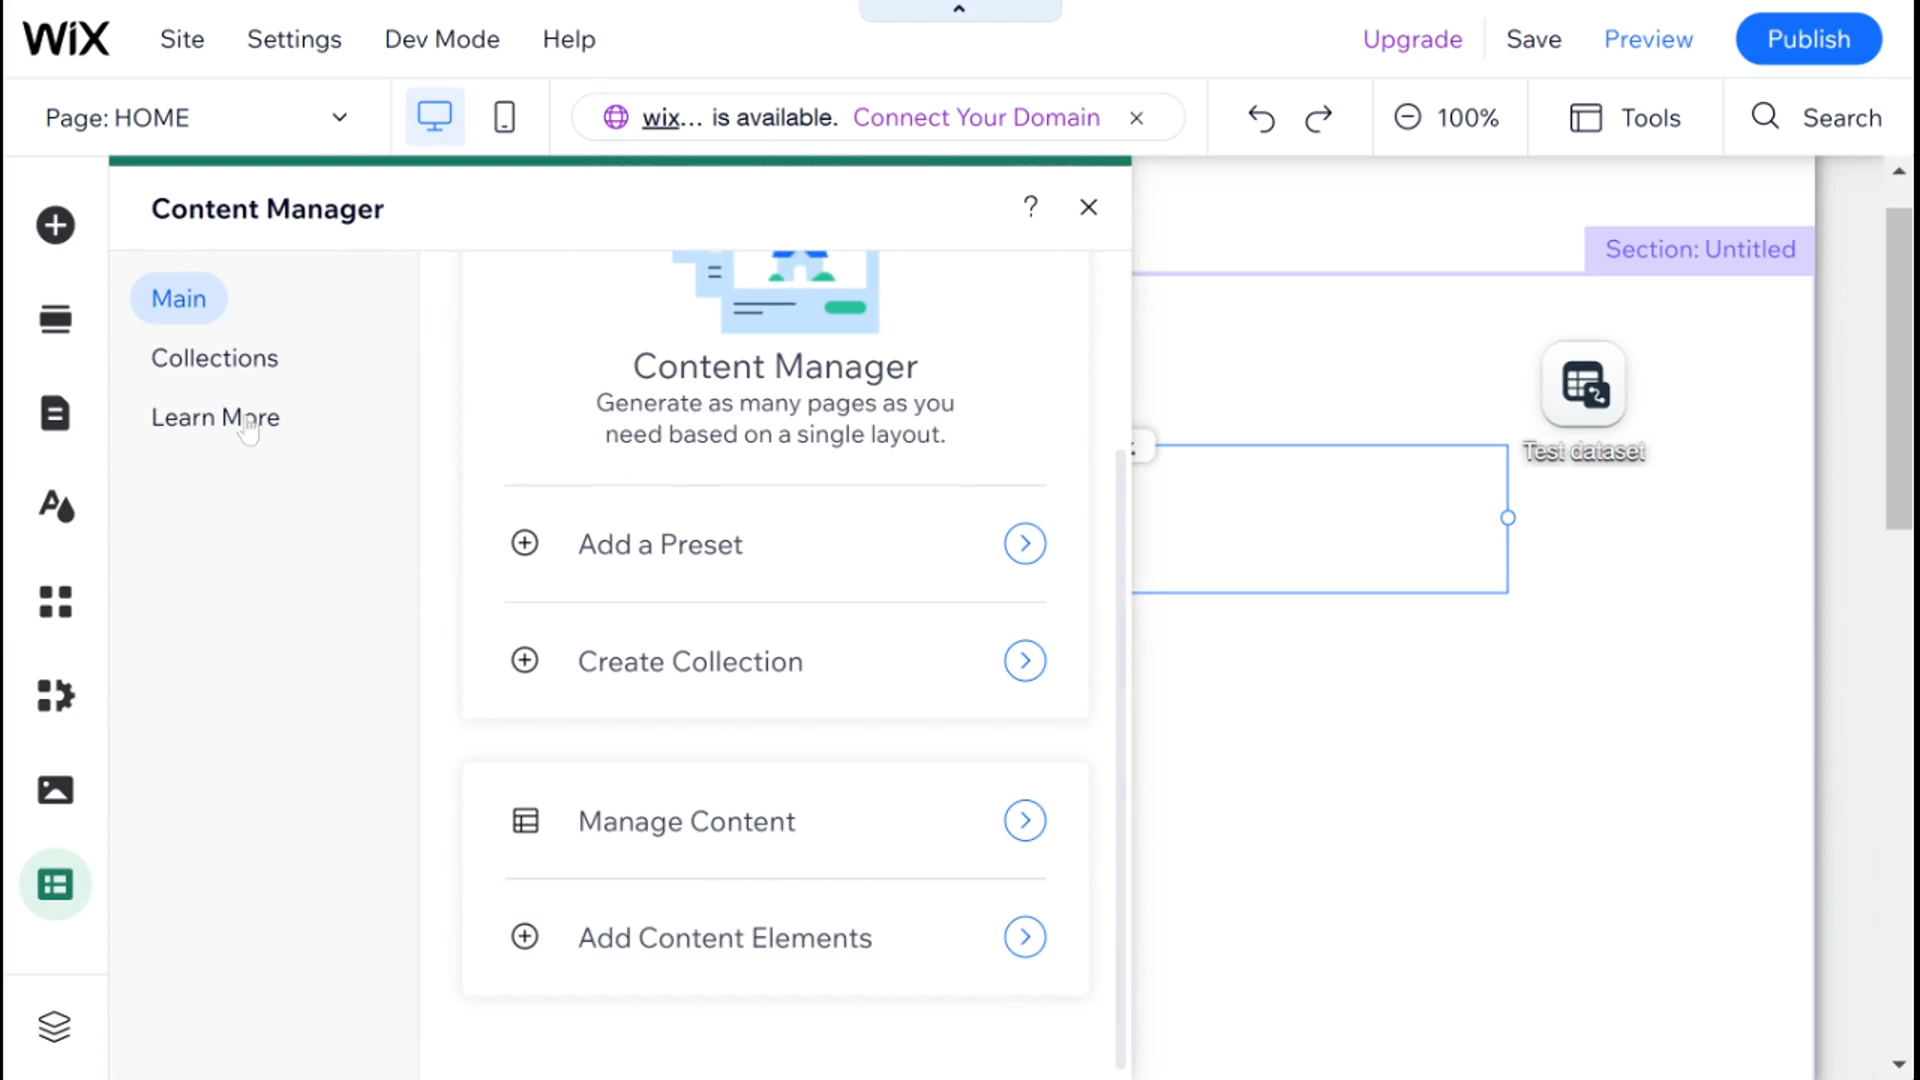 WiX Site Settings Dev Mode Help Upgrade Save Preview Publish
Page: HOME wix... is available. Connect Your Domain 100% Tools Search
Content Manager ?
Section: Untitled
Main
Collections
Learn More
Content Manager
Generate as many pages as you
need based on a single layout.
Add a Preset
Create Collection
Manage Content
Add Content Elements
Test dataset